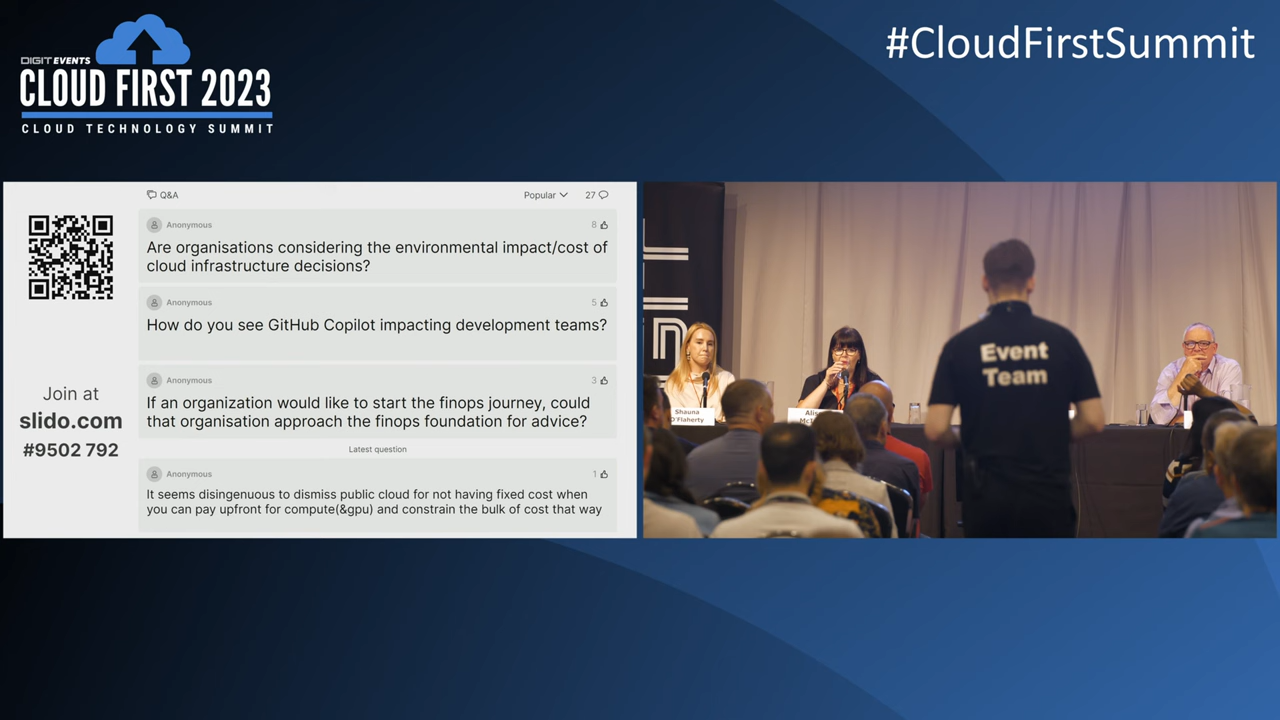 DIGIT EVENTS
CLOUD FIRST 2023
CLOUD TECHNOLOGY SUMMIT
#CloudFirstSummit
Q&A
Popular
27
Anonymous
8
Are organisations considering the environmental impact/cost of
cloud infrastructure decisions?
Anonymous
5
How do you see GitHub Copilot impacting development teams?
Anonymous
3
If an organization would like to start the finops journey, could
that organisation approach the finops foundation for advice?
Latest question
Anonymous
1
It seems disingenuous to dismiss public cloud for not having fixed cost when
you can pay upfront for compute(&gpu) and constrain the bulk of cost that way
Join at
slido.com
#9502 792
Event
Team
Shauna
O'Flaherty